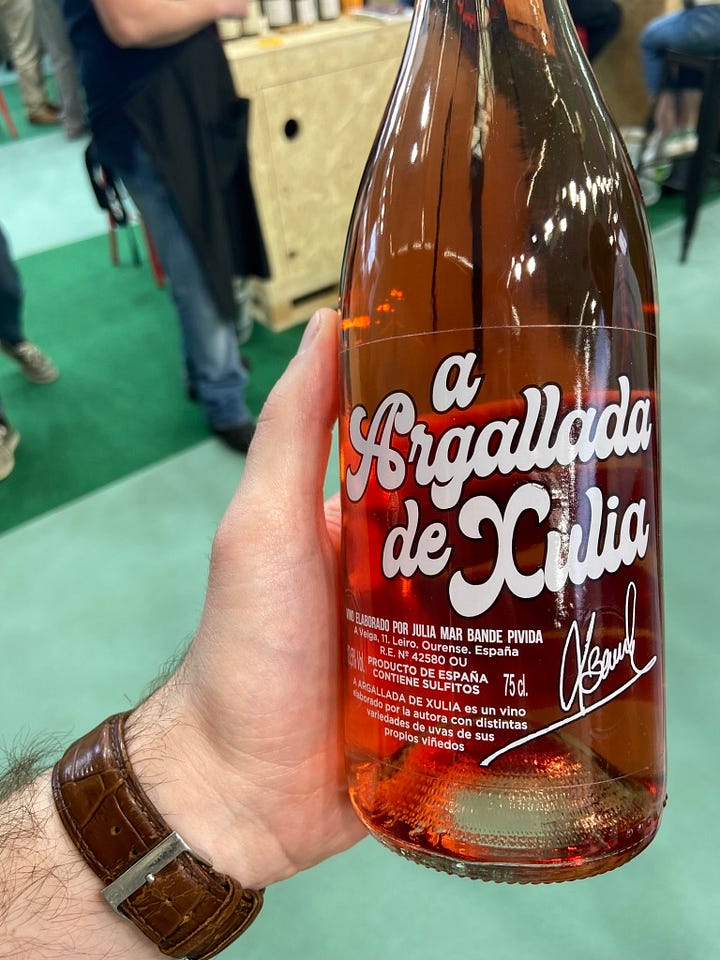 a
Argallada
de Xulia
VINO ELABORADO POR JULIA MAR BANDE PIVIDA
A Veiga, 11. Leiro. Ourense. España
R.E. Nº 42580 OU
PRODUCTO DE ESPAÑA
CONTIENE SULFITOS 75 cl.
A ARGALLADA DE XULIA es un vino
elaborado por la autora con distintas
variedades de uvas de sus
propios viñedos